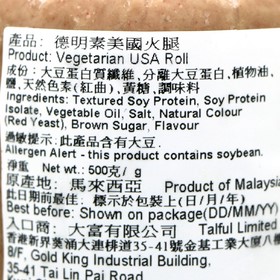 產品: 德明素美國火腿
Product: Vegetarian USA Roll
成份: 大豆蛋白質纖維, 分離大豆蛋白, 植物油,
鹽, 天然色素(紅曲), 黃糖, 調味料
Ingredients: Textured Soy Protein, Soy Protein
Isolate, Vegetable Oil, Salt, Natural Colour
(Red Yeast), Brown Sugar, Flavour
過敏提示: 此產品含有大豆.
Allergen Alert - this product contains soybean.
淨重: 500克/g
Net Wt.: 500g
原產地: 馬來西亞 Product of Malaysia
此日期前最佳. 標示於包裝上(日/月/年)
Best before: Shown on package(DD/MM/YY)
入口商: 大富有限公司 Taiful Limited
香港新界葵涌大連排道35-41號金基工業大廈
35-41 Gold King Industrial Building,
35-41 Tai Lin Pai Road